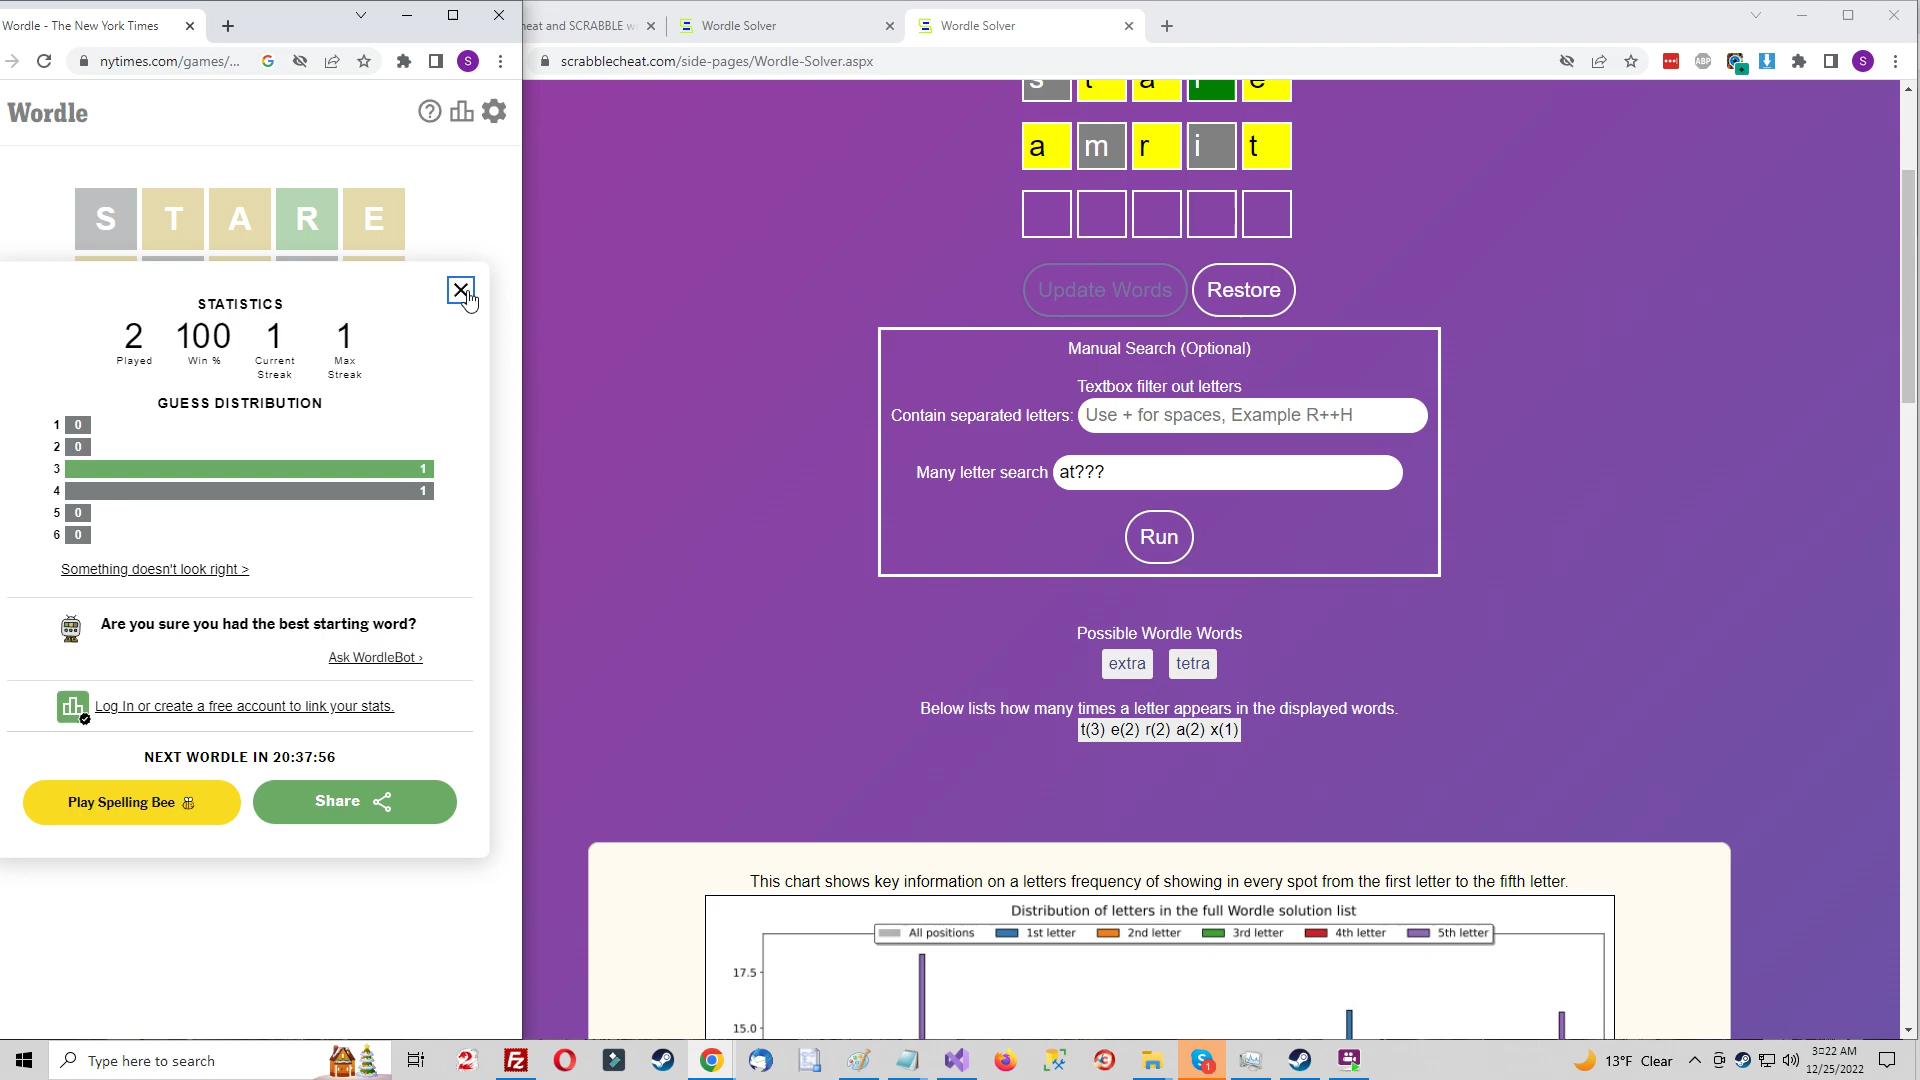 Wordle - The New York Times
heat and SCRABBLE w
Wordle Solver
Wordle Solver
nytimes.com/games/...
S
scrabblecheat.com/side-pages/Wordle-Solver.aspx
ABP
S
Wordle
S T A R E
STATISTICS
2 100 1 1
Played Win % Current Streak Max Streak
GUESS DISTRIBUTION
1 0
2 0
3 1
4 1
5 0
6 0
Something doesn't look right >
Are you sure you had the best starting word?
Ask WordleBot ›
Log In or create a free account to link your stats.
NEXT WORDLE IN 20:37:56
Play Spelling Bee
Share
s t a r e
a m r i t
Update Words
Restore
Manual Search (Optional)
Textbox filter out letters
Contain separated letters: Use + for spaces, Example R++H
Many letter search at???
Run
Possible Wordle Words
extra tetra
Below lists how many times a letter appears in the displayed words.
t(3) e(2) r(2) a(2) x(1)
This chart shows key information on a letters frequency of showing in every spot from the first letter to the fifth letter.
Distribution of letters in the full Wordle solution list
All positions 1st letter 2nd letter 3rd letter 4th letter 5th letter
17.5
15.0
Type here to search
13°F Clear
3:22 AM
12/25/2022